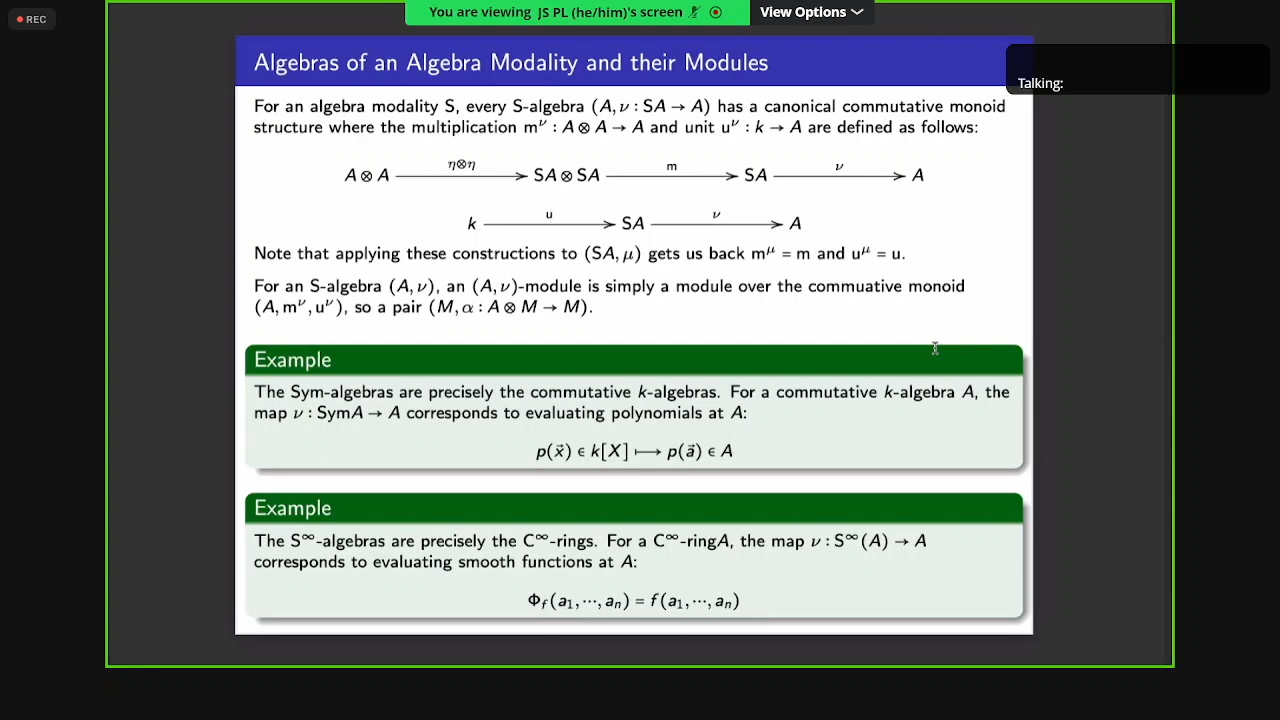 REC
You are viewing JS PL (he/him)'s screen
View Options
Talking:
Algebras of an Algebra Modality and their Modules
For an algebra modality S, every S-algebra (A, ν : SA → A) has a canonical commutative monoid
structure where the multiplication m^ν : A ⊗ A → A and unit u^ν : k → A are defined as follows:
η⊗η m ν
A ⊗ A ⟶ SA ⊗ SA ⟶ SA ⟶ A
u ν
k ⟶ SA ⟶ A
Note that applying these constructions to (SA, μ) gets us back m^μ = m and u^μ = u.
For an S-algebra (A, ν), an (A, ν)-module is simply a module over the commuative monoid
(A, m^ν, u^ν), so a pair (M, α : A ⊗ M → M).
Example
The Sym-algebras are precisely the commutative k-algebras. For a commutative k-algebra A, the
map ν : SymA → A corresponds to evaluating polynomials at A:
p(x⃗) ∈ k[X] ⟼ p(a⃗) ∈ A
Example
The S^∞-algebras are precisely the C^∞-rings. For a C^∞-ringA, the map ν : S^∞(A) → A
corresponds to evaluating smooth functions at A:
Φ_f(a₁, ⋯, aₙ) = f(a₁, ⋯, aₙ)